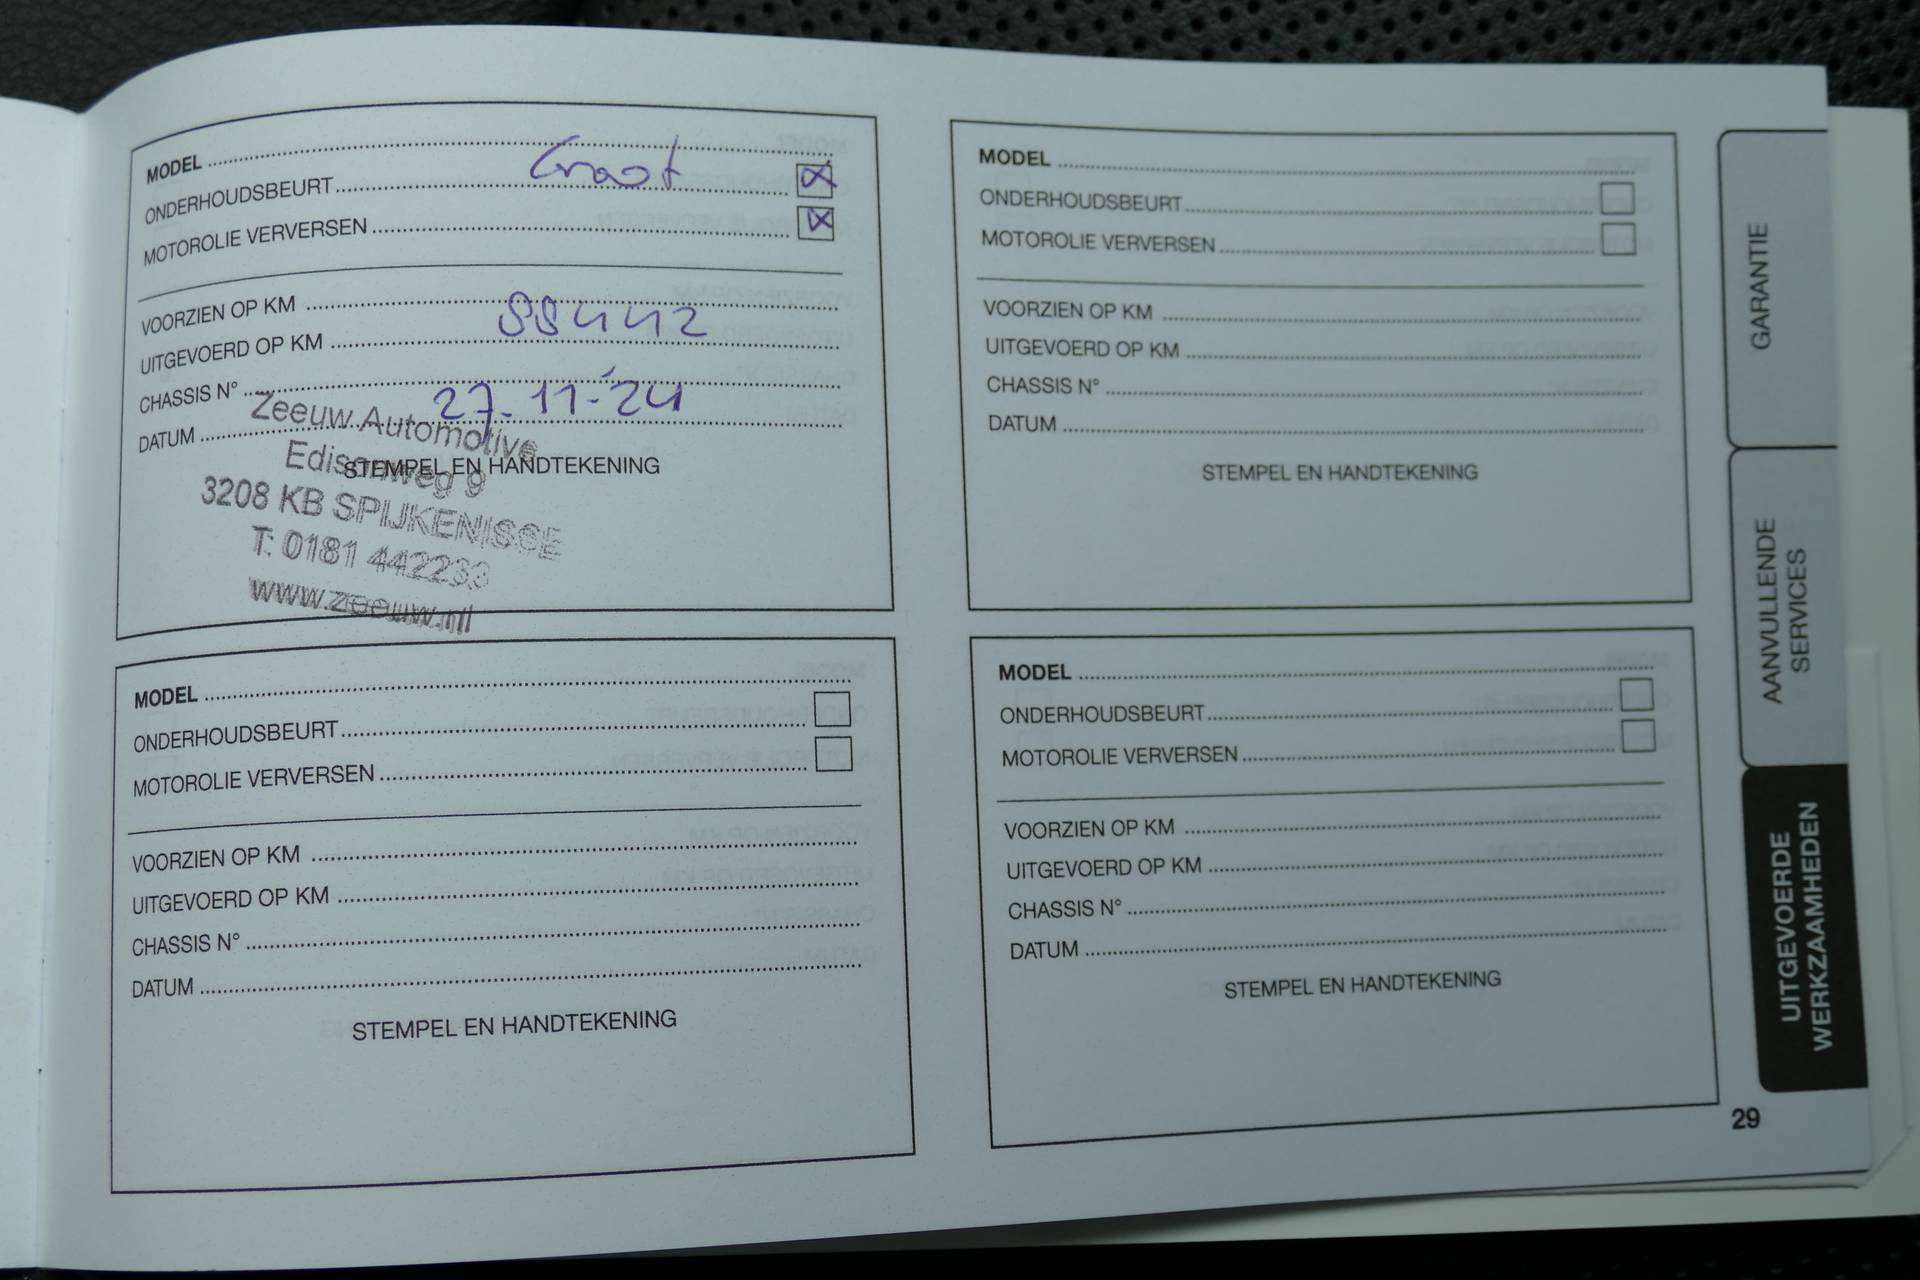 MODEL
Groot
ONDERHOUDSBEURT
MOTOROLIE VERVERSEN
VOORZIEN OP KM
UITGEVOERD OP KM
CHASSIS N°
27-11-'24
DATUM
Zeeuw Automotive
Edisonweg 9
STEMPEL EN HANDTEKENING
3208 KB SPIJKENISSE
T: 0181 442233
www.zeeuw.nl
MODEL
ONDERHOUDSBEURT
MOTOROLIE VERVERSEN
VOORZIEN OP KM
UITGEVOERD OP KM
CHASSIS N°
DATUM
STEMPEL EN HANDTEKENING
MODEL
ONDERHOUDSBEURT
MOTOROLIE VERVERSEN
VOORZIEN OP KM
UITGEVOERD OP KM
CHASSIS N°
DATUM
STEMPEL EN HANDTEKENING
MODEL
ONDERHOUDSBEURT
MOTOROLIE VERVERSEN
VOORZIEN OP KM
UITGEVOERD OP KM
CHASSIS N°
DATUM
STEMPEL EN HANDTEKENING
GARANTIE
AANVULLENDE
SERVICES
UITGEVOERDE
WERKZAAMHEDEN
29